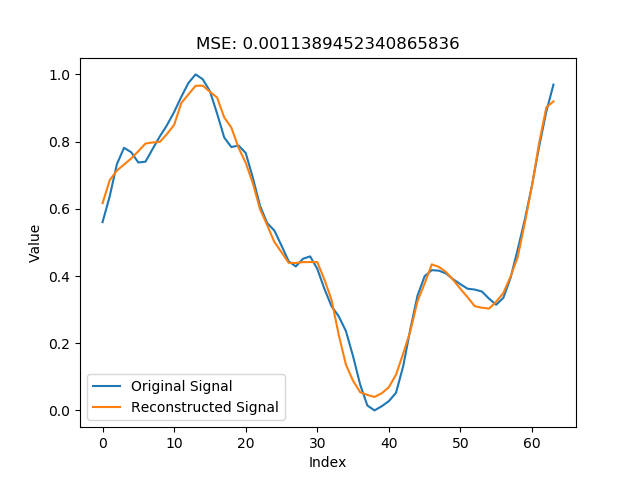 MSE: 0.0011389452340865836
1.0
0.8
0.6
0.4
0.2
0.0
Value
Original Signal
Reconstructed Signal
0 10 20 30 40 50 60
Index